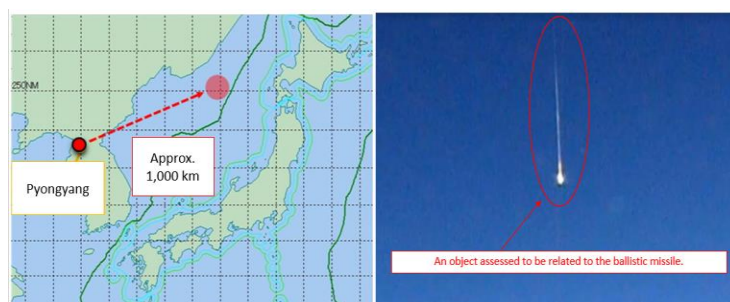 250NM
Pyongyang
Approx.
1,000 km
An object assessed to be related to the ballistic missile.